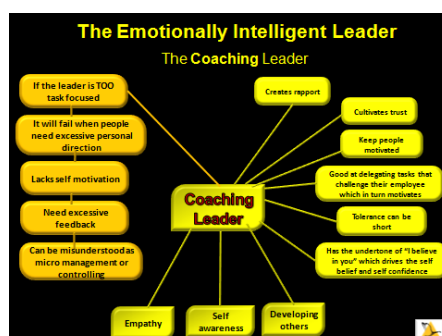 The Emotionally Intelligent Leader
The Coaching Leader
If the leader is TOO
task focused
It will fail when people
need excessive personal
direction
Lacks self motivation
Need excessive
feedback
Can be misunderstood as
micro management or
controlling
Coaching
Leader
Creates rapport
Cultivates trust
Keep people
motivated
Good at delegating tasks that
challenge their employee
which in turn motivates
Tolerance can be
short
Has the undertone of "I believe
in you" which drives the self
belief and self confidence
Empathy
Self
awareness
Developing
others